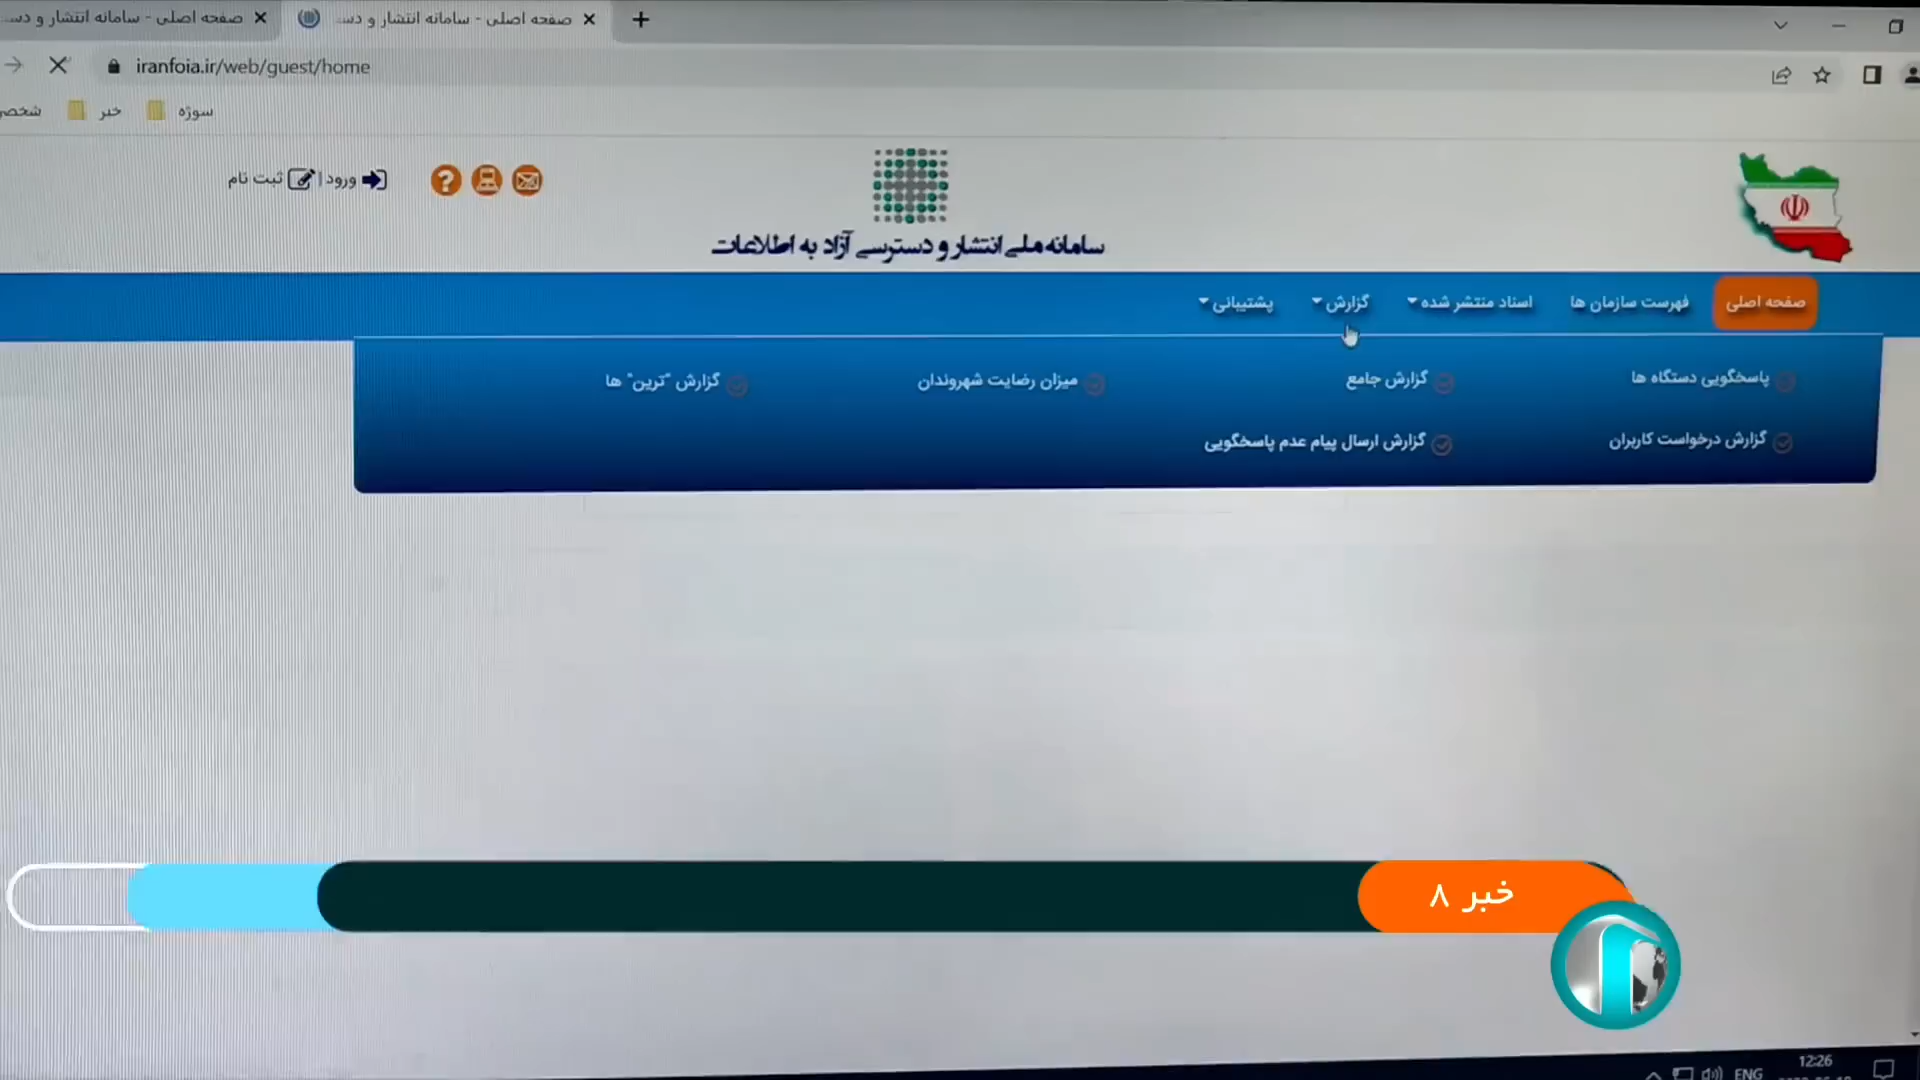 صفحه اصلی - سامانه انتشار و دس
صفحه اصلی - سامانه انتشار و دس
iranfoia.ir/web/guest/home
سوژه
خبر
ورود | ثبت نام
سامانه ملی انتشار و دسترسی آزاد به اطلاعات
صفحه اصلی
فهرست سازمان ها
اسناد منتشر شده
گزارش
پشتیبانی
پاسخگویی دستگاه ها
گزارش جامع
میزان رضایت شهروندان
گزارش "ترین" ها
گزارش درخواست کاربران
گزارش ارسال پیام عدم پاسخگویی
خبر ۸
ENG
12:26